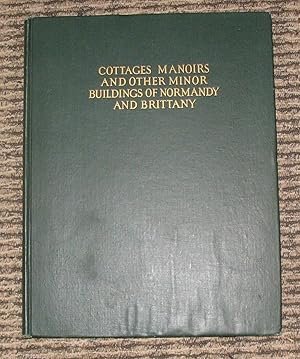 COTTAGES MANOIRS
AND OTHER MINOR
BUILDINGS OF NORMANDY
AND BRITTANY